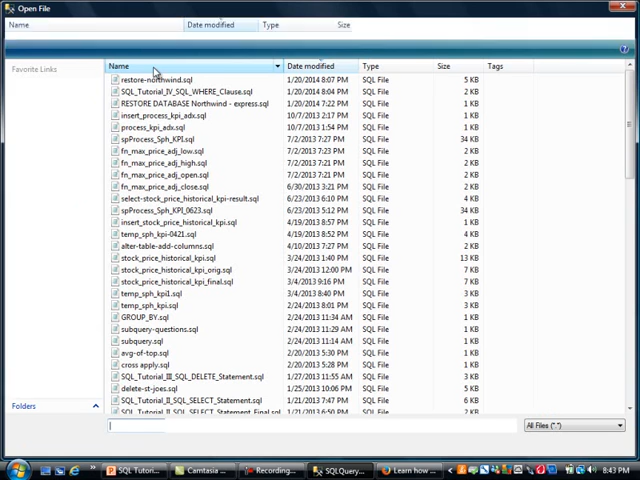 Open File
Name Date modified Type Size
Favorite Links
Name Date modified Type Size Tags
restore-northwind.sql 1/20/2014 8:07 PM SQL File 5 KB
SQL_Tutorial_IV_SQL_WHERE_Clause.sql 1/20/2014 8:04 PM SQL File 2 KB
RESTORE DATABASE Northwind - express.sql 1/20/2014 7:22 PM SQL File 1 KB
insert_process_kpi_adx.sql 10/7/2013 2:17 PM SQL File 1 KB
process_kpi_adx.sql 10/7/2013 1:54 PM SQL File 1 KB
spProcess_Sph_KPI.sql 7/2/2013 7:27 PM SQL File 34 KB
fn_max_price_adj_low.sql 7/2/2013 7:23 PM SQL File 2 KB
fn_max_price_adj_high.sql 7/2/2013 7:21 PM SQL File 2 KB
fn_max_price_adj_open.sql 7/2/2013 7:21 PM SQL File 2 KB
fn_max_price_adj_close.sql 6/30/2013 3:21 PM SQL File 2 KB
select-stock_price_historical_kpi-result.sql 6/23/2013 6:10 PM SQL File 4 KB
spProcess_Sph_KPI_0623.sql 6/23/2013 5:12 PM SQL File 34 KB
insert_stock_price_historical_kpi.sql 4/19/2013 8:57 PM SQL File 1 KB
temp_sph_kpi-0421.sql 4/19/2013 8:52 PM SQL File 4 KB
alter-table-add-columns.sql 4/10/2013 7:27 PM SQL File 2 KB
stock_price_historical_kpi.sql 3/24/2013 1:40 PM SQL File 13 KB
stock_price_historical_kpi_orig.sql 3/24/2013 12:00 PM SQL File 7 KB
stock_price_historical_kpi_final.sql 3/4/2013 9:16 PM SQL File 7 KB
temp_sph_kpi1.sql 3/4/2013 8:40 PM SQL File 3 KB
temp_sph_kpi.sql 2/24/2013 8:01 PM SQL File 3 KB
GROUP_BY.sql 2/24/2013 11:34 AM SQL File 1 KB
subquery-questions.sql 2/24/2013 11:29 AM SQL File 1 KB
subquery.sql 2/24/2013 11:14 AM SQL File 1 KB
avg-of-top.sql 2/20/2013 5:30 PM SQL File 1 KB
cross apply.sql 2/20/2013 5:28 PM SQL File 1 KB
SQL_Tutorial_III_SQL_DELETE_Statement.sql 1/27/2013 11:55 AM SQL File 3 KB
delete-st-joes.sql 1/25/2013 10:06 PM SQL File 2 KB
SQL_Tutorial_II_SQL_SELECT_Statement.sql 1/21/2013 7:47 PM SQL File 6 KB
SQL_Tutorial_II_SQL_SELECT_Statement_Final.sql 1/21/2013 6:50 PM SQL File
Folders
All Files (*.*)
SQL Tutori... Camtasia ... Recording... SQLQuery... Learn how ... 8:43 PM